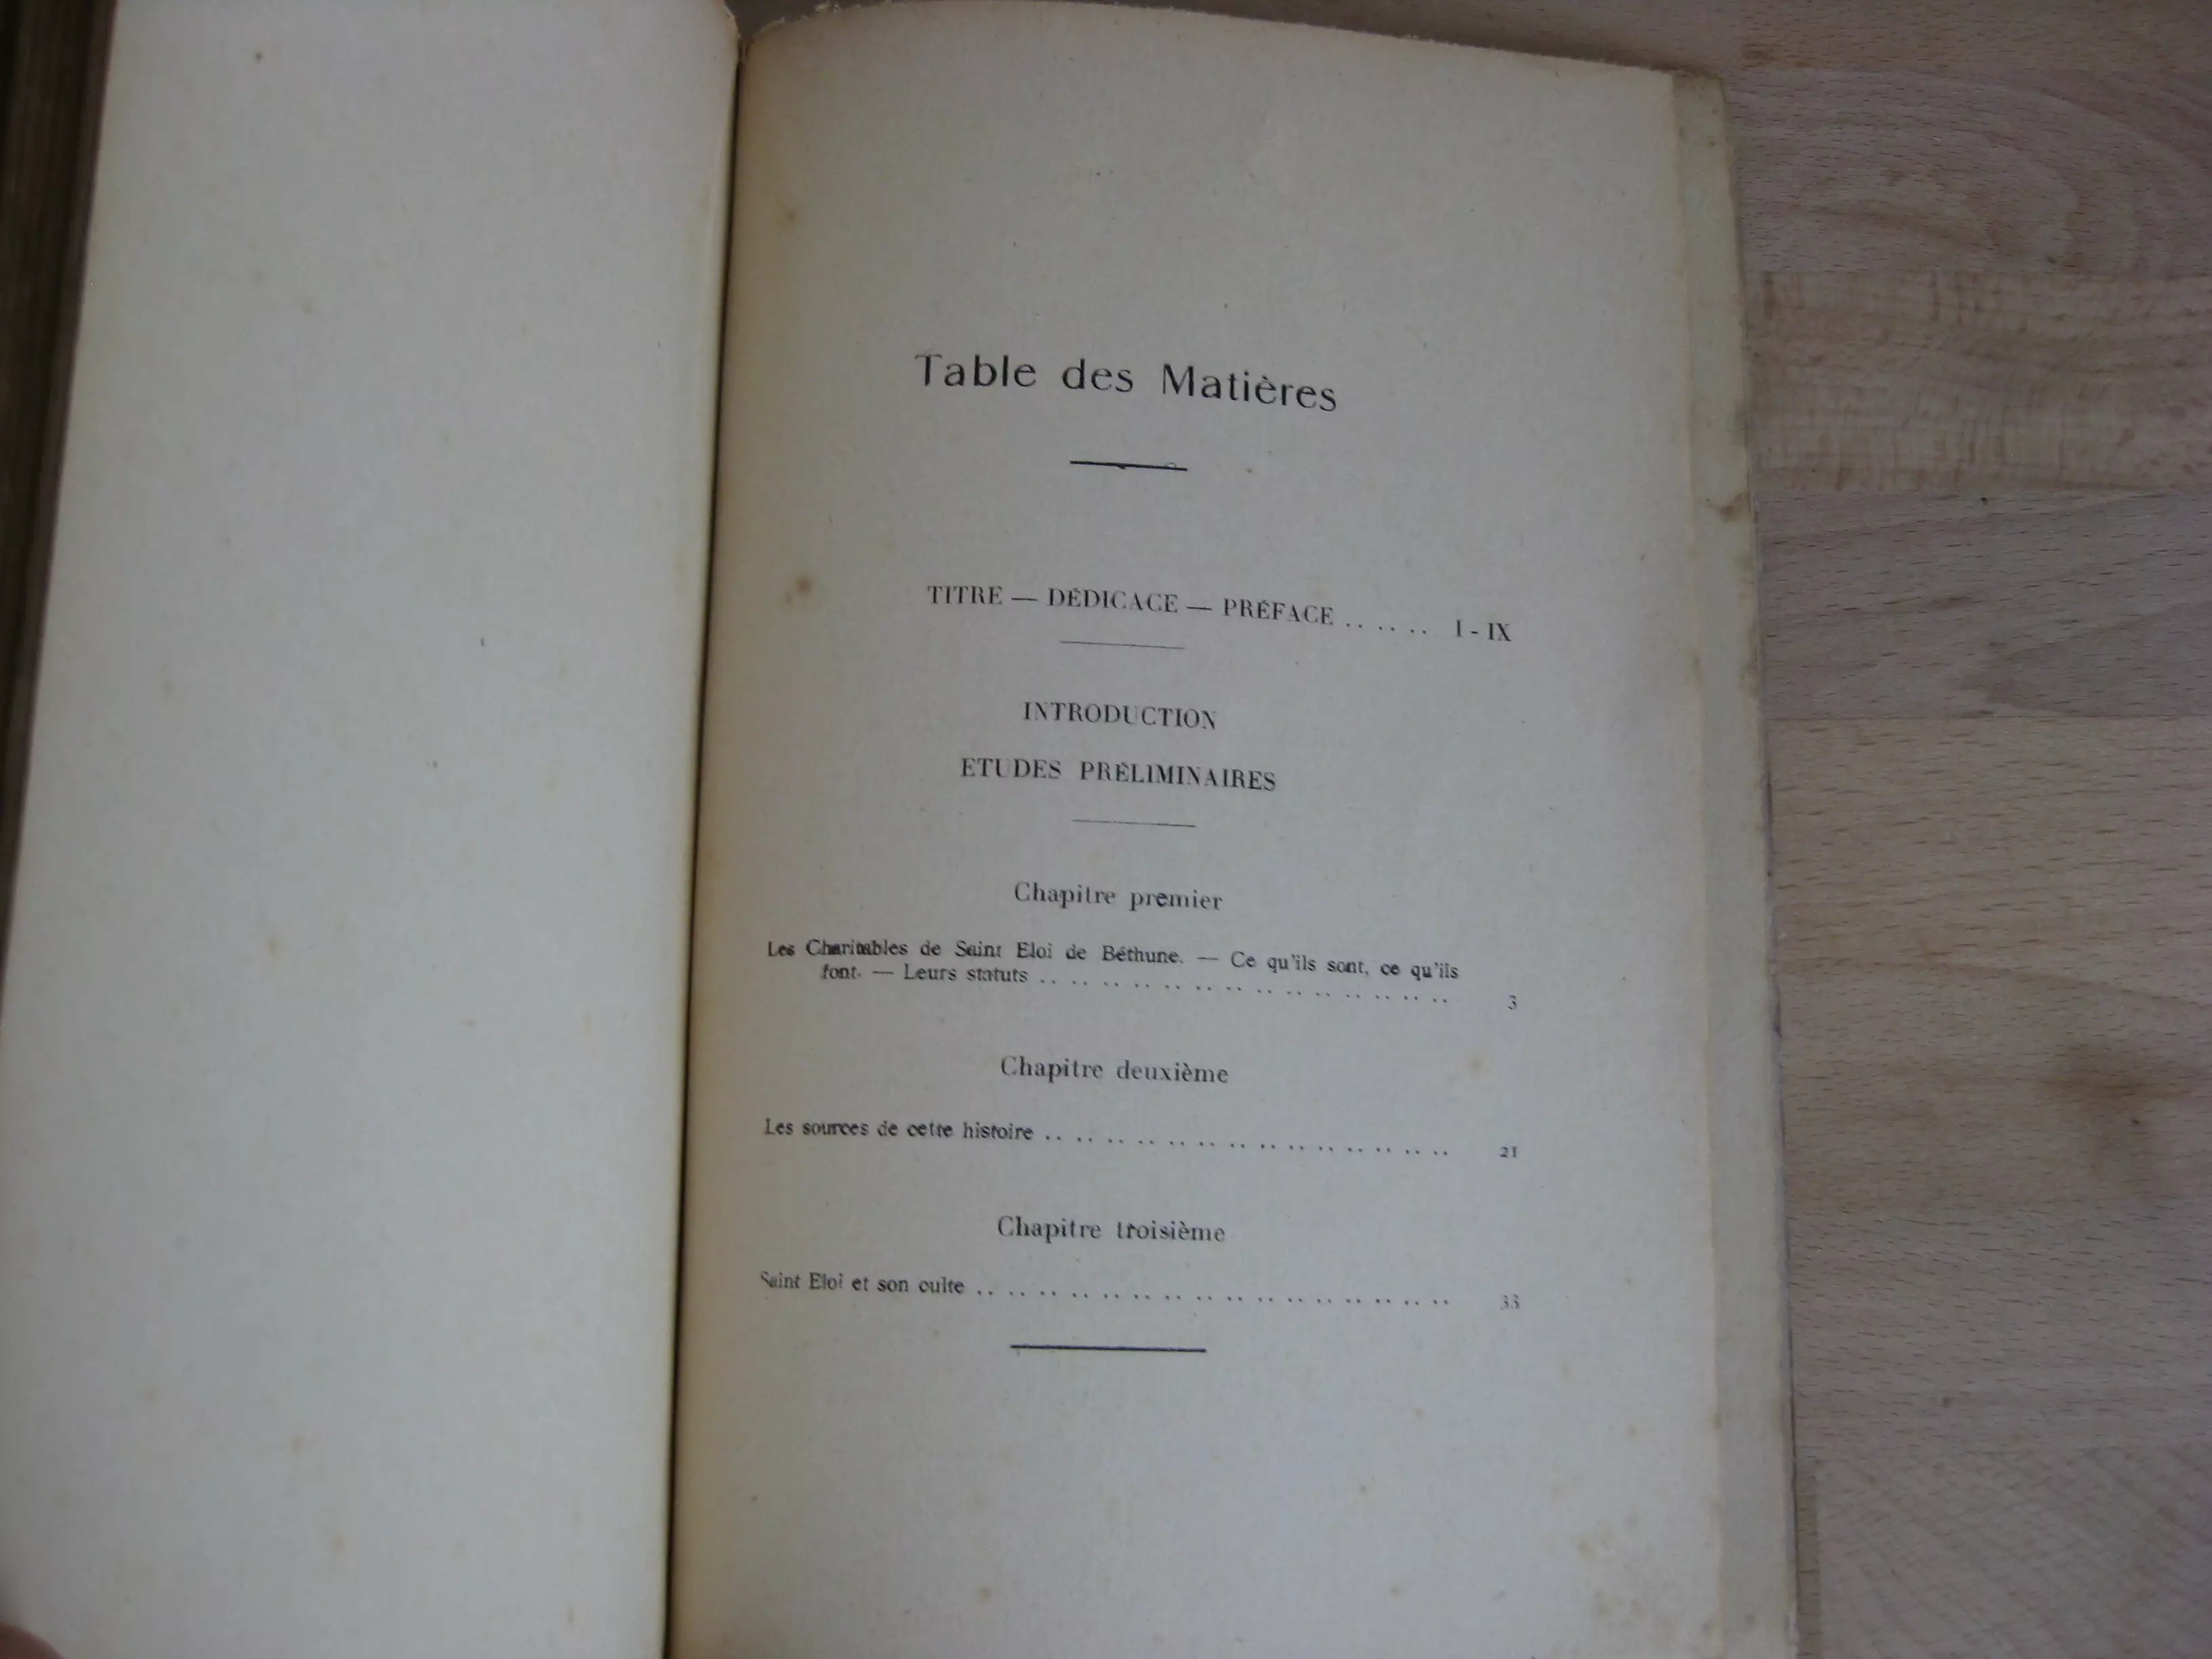 Table des Matières
TITRE — DÉDICACE — PRÉFACE .. .. .. I - IX
INTRODUCTION
ETUDES PRÉLIMINAIRES
Chapitre premier
Les Charitables de Saint Eloi de Béthune. — Ce qu'ils sont, ce qu'ils
font. — Leurs statuts .. .. .. .. .. .. .. .. .. .. .. .. .. .. 3
Chapitre deuxième
Les sources de cette histoire .. .. .. .. .. .. .. .. .. .. .. .. .. .. 21
Chapitre troisième
Saint Eloi et son culte .. .. .. .. .. .. .. .. .. .. .. .. .. .. .. .. 33